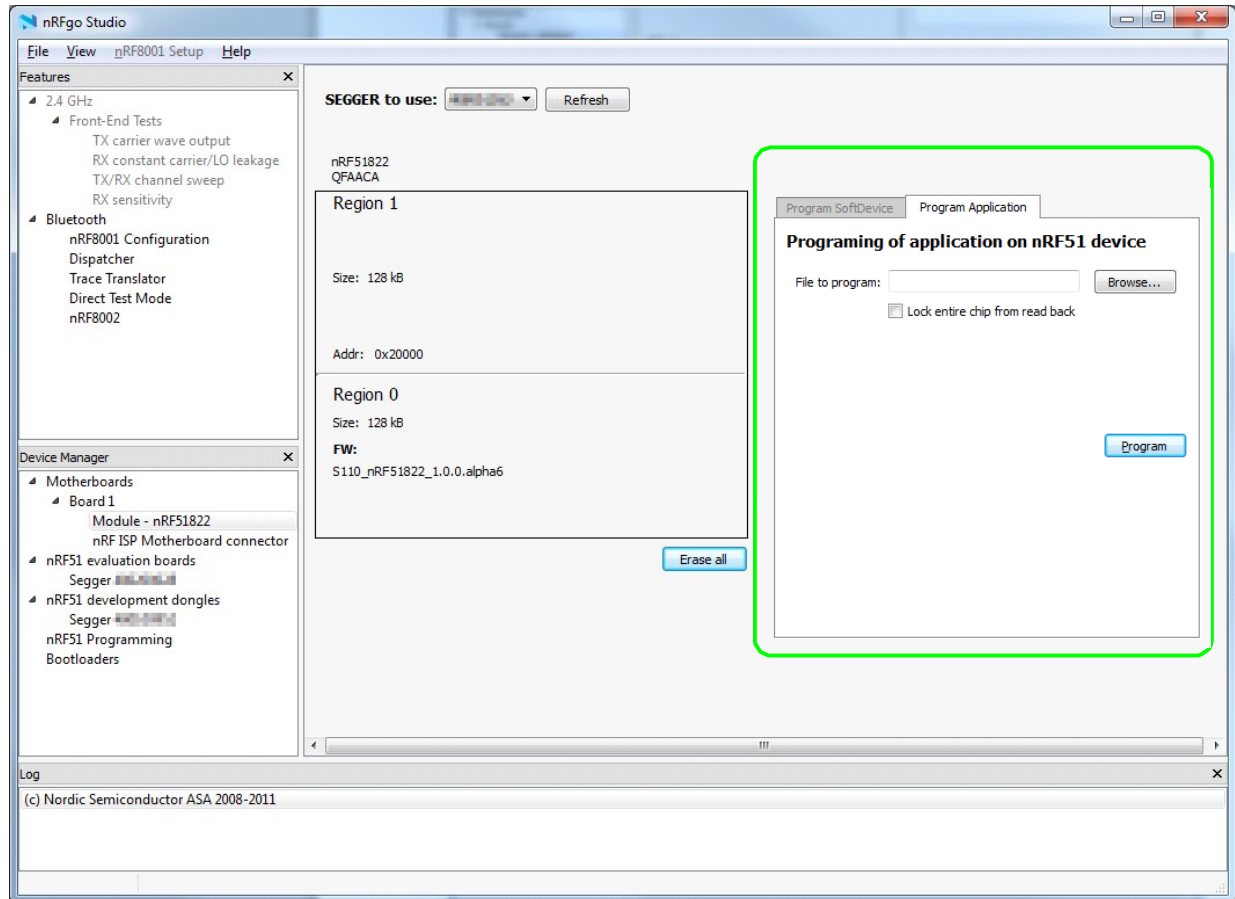 nRFgo Studio
File View nRF8001 Setup Help
Features
2.4 GHz
Front-End Tests
TX carrier wave output
RX constant carrier/LO leakage
TX/RX channel sweep
RX sensitivity
Bluetooth
nRF8001 Configuration
Dispatcher
Trace Translator
Direct Test Mode
nRF8002
Device Manager
Motherboards
Board 1
Module - nRF51822
nRF ISP Motherboard connector
nRF51 evaluation boards
Segger
nRF51 development dongles
Segger
nRF51 Programming
Bootloaders
SEGGER to use: Refresh
nRF51822
QFAACA
Region 1
Size: 128 kB
Addr: 0x20000
Region 0
Size: 128 kB
FW:
S110_nRF51822_1.0.0.alpha6
Erase all
Program SoftDevice Program Application
Programing of application on nRF51 device
File to program: Browse...
Lock entire chip from read back
Program
Log
(c) Nordic Semiconductor ASA 2008-2011